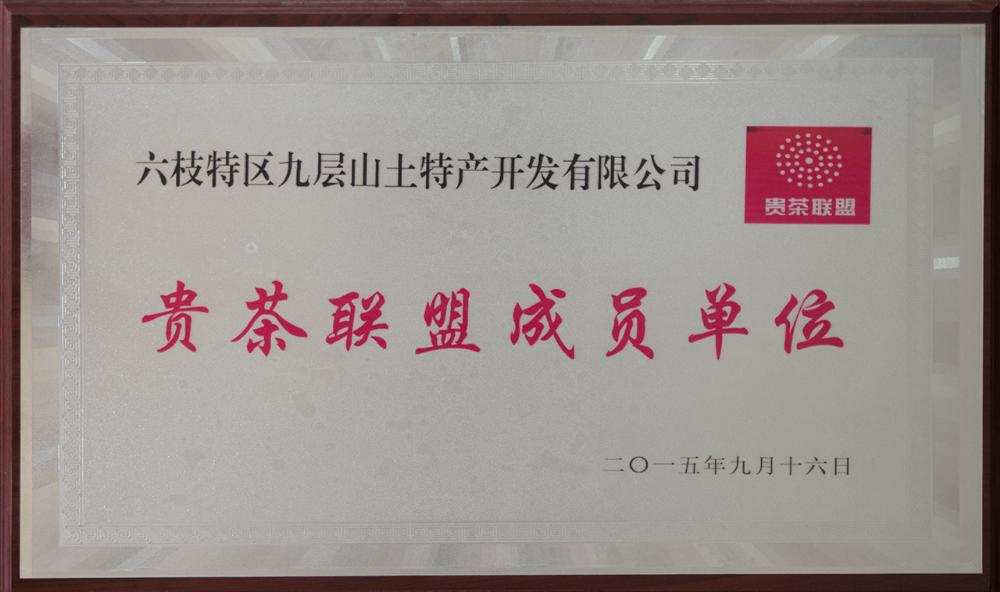 六枝特区九层山土特产开发有限公司
贵茶联盟
贵茶联盟成员单位
二〇一五年九月十六日